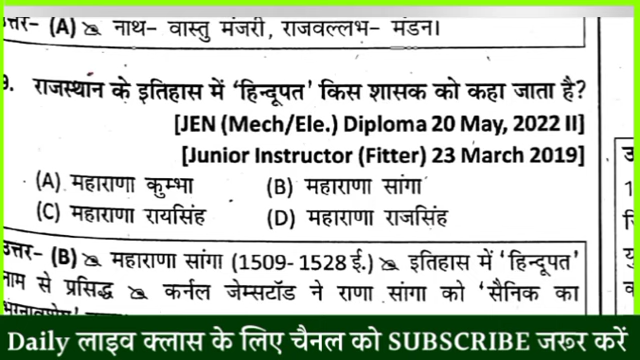 उत्तर– (A) ➢ नाथ– वास्तु मंजरी, राजवल्लभ– मंडन।
9. राजस्थान के इतिहास में ‘हिन्दूपत’ किस शासक को कहा जाता है?
[JEN (Mech/Ele.) Diploma 20 May, 2022 II]
[Junior Instructor (Fitter) 23 March 2019]
(A) महाराणा कुम्भा (B) महाराणा सांगा
(C) महाराणा रायसिंह (D) महाराणा राजसिंह
उत्तर– (B) ➢ महाराणा सांगा (1509-1528 ई.) ➢ इतिहास में ‘हिन्दूपत’
नाम से प्रसिद्ध ➢ कर्नल जेम्सटॉड ने राणा सांगा को ‘सैनिक का
Daily लाइव क्लास के लिए चैनल को SUBSCRIBE जरूर करें